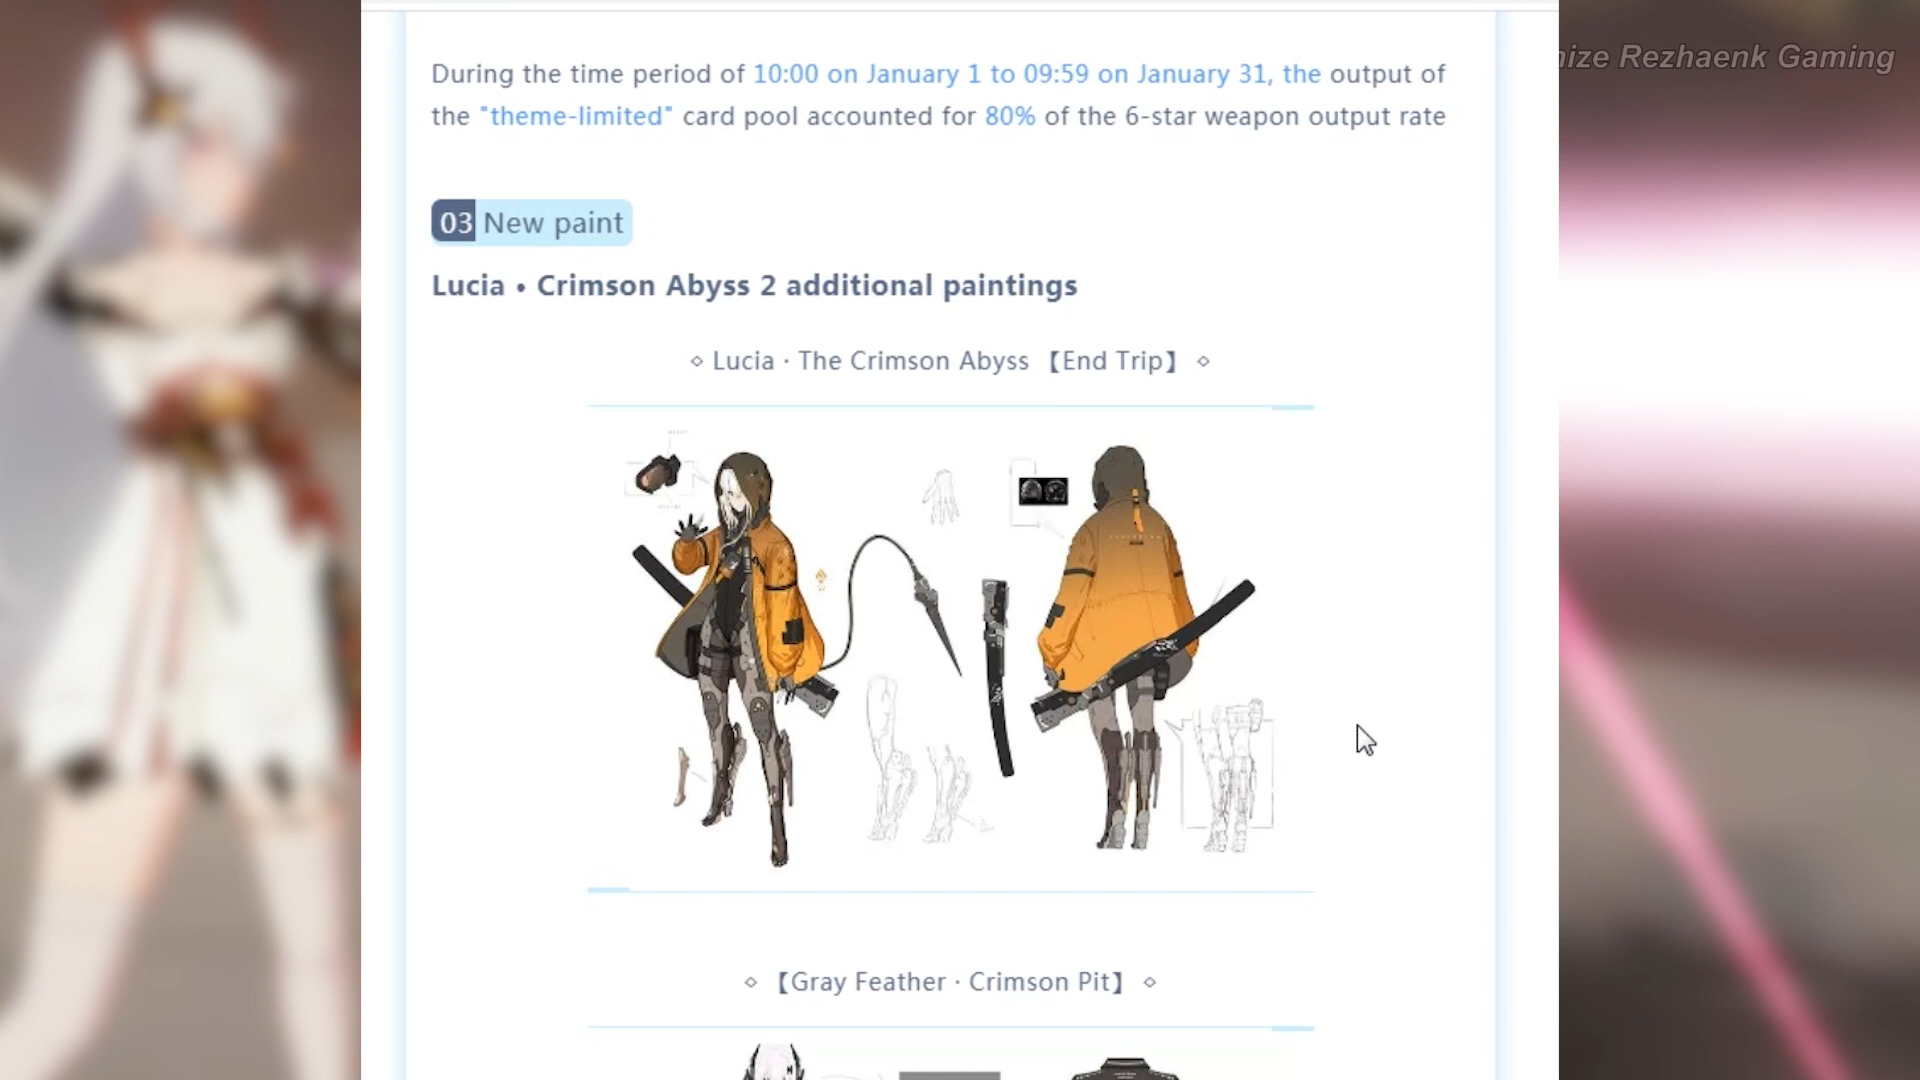 nize Rezhaenk Gaming
During the time period of 10:00 on January 1 to 09:59 on January 31, the output of
the "theme-limited" card pool accounted for 80% of the 6-star weapon output rate
03 New paint
Lucia • Crimson Abyss 2 additional paintings
◇ Lucia · The Crimson Abyss 【End Trip】 ◇
◇ 【Gray Feather · Crimson Pit】 ◇